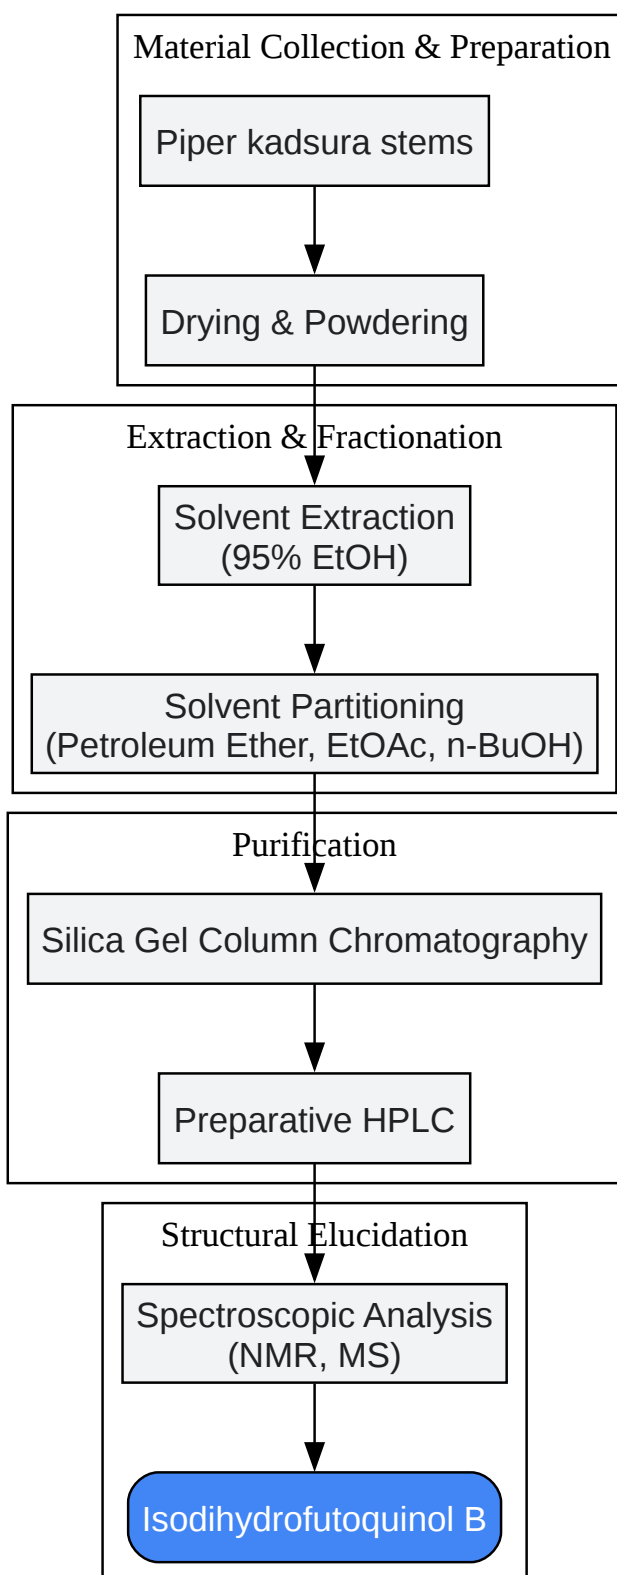 Material Collection & Preparation
Piper kadsura stems
Drying & Powdering
Extraction & Fractionation
Solvent Extraction
(95% EtOH)
Solvent Partitioning
(Petroleum Ether, EtOAc, n-BuOH)
Purification
Silica Gel Column Chromatography
Preparative HPLC
Structural Elucidation
Spectroscopic Analysis
(NMR, MS)
Isodihydrofutoquinol B